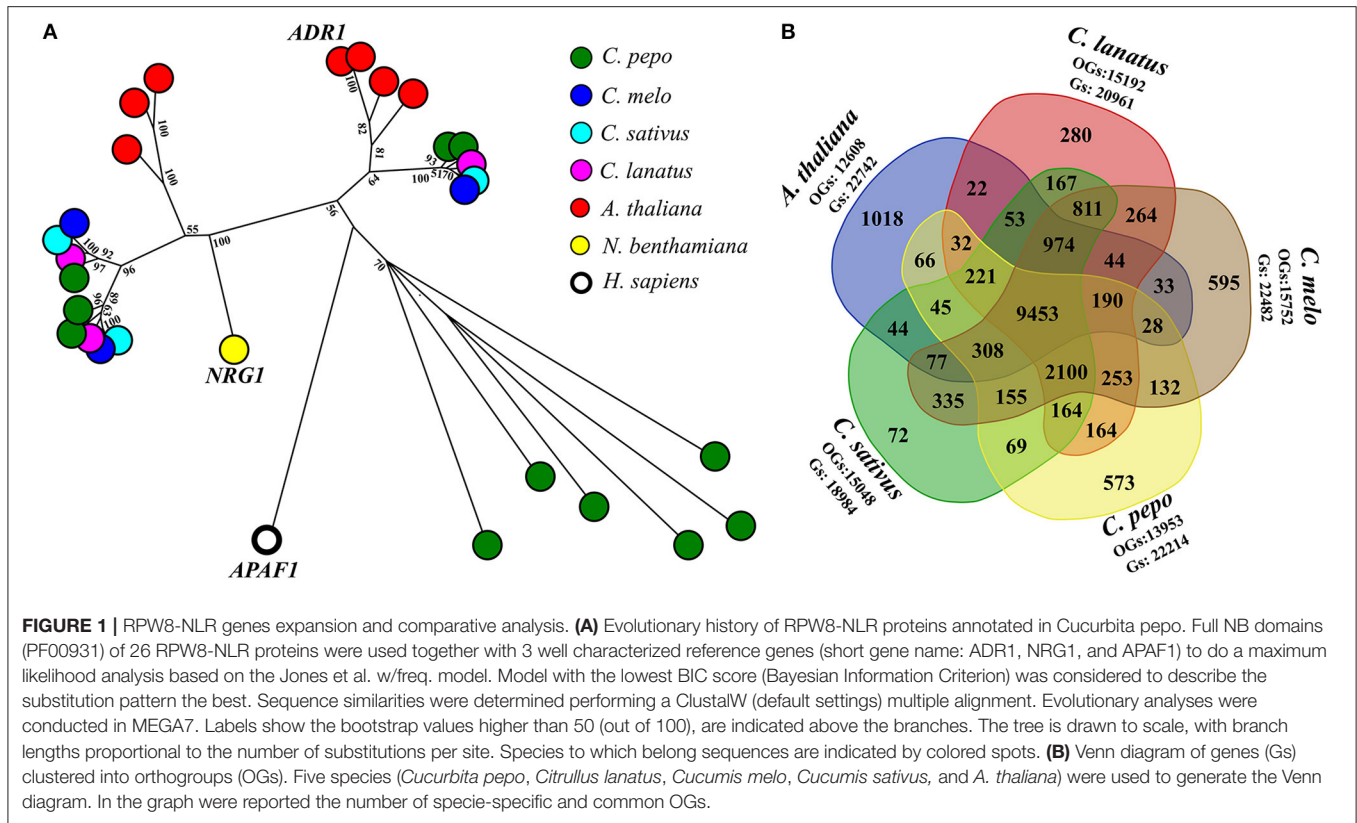 A
ADR1
C. pepo
C. melo
C. sativus
C. lanatus
A. thaliana
N. benthamiana
H. sapiens
100
82
81
64
93
5170
100
56
100
100
55
100
100
92
97
96
89
63
96
100
70
NRG1
APAF1
B
C. lanatus
OGs:15192
Gs: 20961
A. thaliana
OGs: 12608
Gs: 22742
C. melo
OGs:15752
Gs: 22482
C. sativus
OGs:15048
Gs: 18984
C. pepo
OGs:13953
Gs: 22214
280
22
167
1018
53
811
264
66
32
974
44
33
595
221
190
45
9453
28
44
308
77
2100
253
132
335
155
164
164
72
69
573
FIGURE 1 | RPW8-NLR genes expansion and comparative analysis. (A) Evolutionary history of RPW8-NLR proteins annotated in Cucurbita pepo. Full NB domains
(PF00931) of 26 RPW8-NLR proteins were used together with 3 well characterized reference genes (short gene name: ADR1, NRG1, and APAF1) to do a maximum
likelihood analysis based on the Jones et al. w/freq. model. Model with the lowest BIC score (Bayesian Information Criterion) was considered to describe the
substitution pattern the best. Sequence similarities were determined performing a ClustalW (default settings) multiple alignment. Evolutionary analyses were
conducted in MEGA7. Labels show the bootstrap values higher than 50 (out of 100), are indicated above the branches. The tree is drawn to scale, with branch
lengths proportional to the number of substitutions per site. Species to which belong sequences are indicated by colored spots. (B) Venn diagram of genes (Gs)
clustered into orthogroups (OGs). Five species (Cucurbita pepo, Citrullus lanatus, Cucumis melo, Cucumis sativus, and A. thaliana) were used to generate the Venn
diagram. In the graph were reported the number of specie-specific and common OGs.